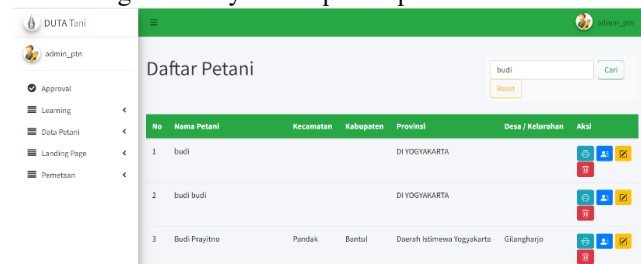 DUTA Tani
admin_ptn
admin_ptn
Approval
Learning
Data Petani
Landing Page
Pemetaan
Daftar Petani
budi
Cari
Reset
No Nama Petani Kecamatan Kabupaten Provinsi Desa / Kelurahan Aksi
1 budi DI YOGYAKARTA
2 budi budi DI YOGYAKARTA
3 Budi Prayitno Pandak Bantul Daerah Istimewa Yogyakarta Gilangharjo